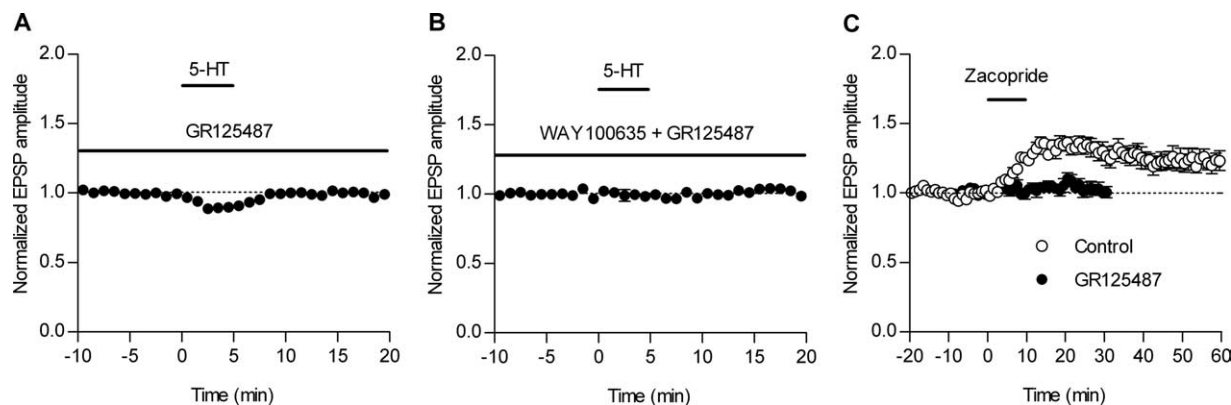 A
Normalized EPSP amplitude
2.0
1.5
1.0
0.5
0.0
5-HT
GR125487
-10 -5 0 5 10 15 20
Time (min)
B
Normalized EPSP amplitude
2.0
1.5
1.0
0.5
0.0
5-HT
WAY100635 + GR125487
-10 -5 0 5 10 15 20
Time (min)
C
Normalized EPSP amplitude
2.0
1.5
1.0
0.5
0.0
Zacopride
Control
GR125487
-20 -10 0 10 20 30 40 50 60
Time (min)